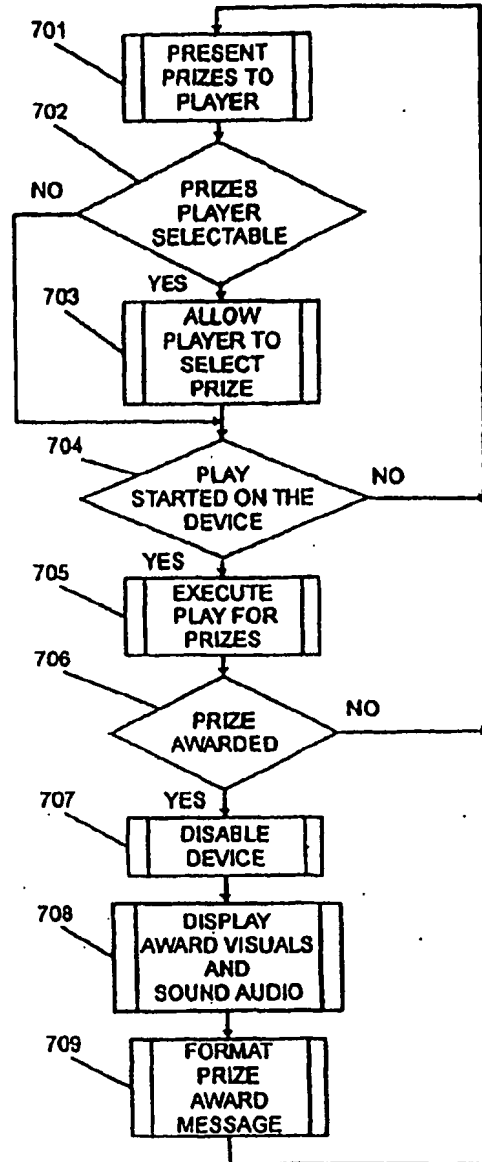 701
PRESENT
PRIZES TO
PLAYER
702
NO
PRIZES
PLAYER
SELECTABLE
YES
703
ALLOW
PLAYER TO
SELECT
PRIZE
704
PLAY
STARTED ON THE
DEVICE
NO
YES
705
EXECUTE
PLAY FOR
PRIZES
706
PRIZE
AWARDED
NO
YES
707
DISABLE
DEVICE
708
DISPLAY
AWARD VISUALS
AND
SOUND AUDIO
709
FORMAT
PRIZE
AWARD
MESSAGE